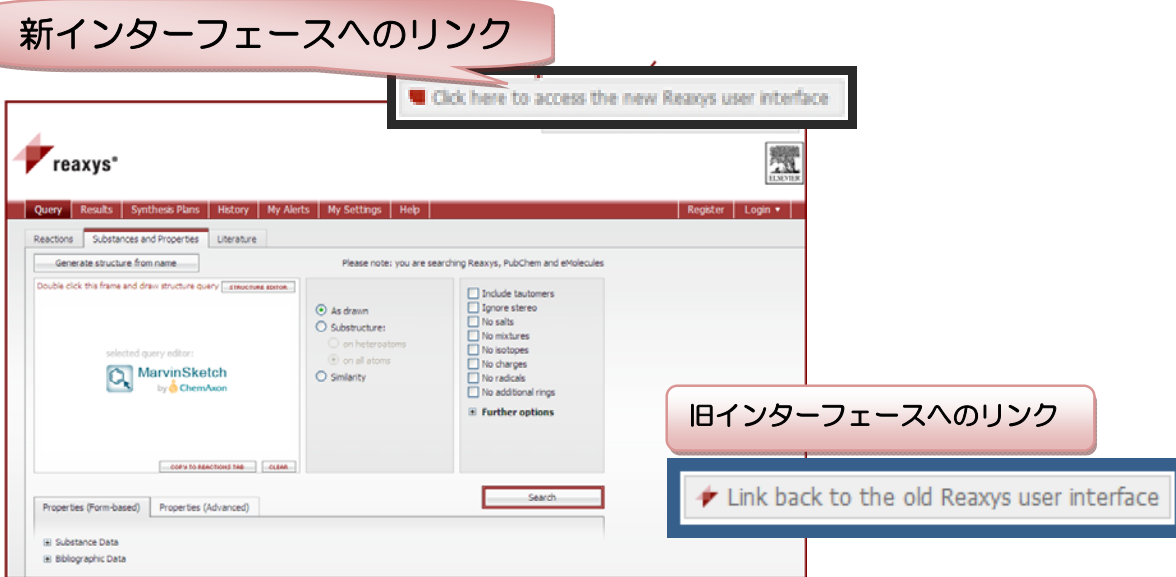 新インターフェースへのリンク
Click here to access the new Reaxys user interface
reaxys®
ELSEVIER
Query Results Synthesis Plans History My Alerts My Settings Help Register Login
Reactions Substances and Properties Literature
Generate structure from name
Please note: you are searching Reaxys, PubChem and eMolecules
Double click this frame and draw structure query STRUCTURE EDITOR
selected query editor:
MarvinSketch
by ChemAxon
COPY TO REACTIONS TAB CLEAR
As drawn
Substructure:
on heteroatoms
on all atoms
Similarity
Include tautomers
Ignore stereo
No salts
No mixtures
No isotopes
No charges
No radicals
No additional rings
Further options
旧インターフェースへのリンク
Link back to the old Reaxys user interface
Search
Properties (Form-based) Properties (Advanced)
Substance Data
Bibliographic Data